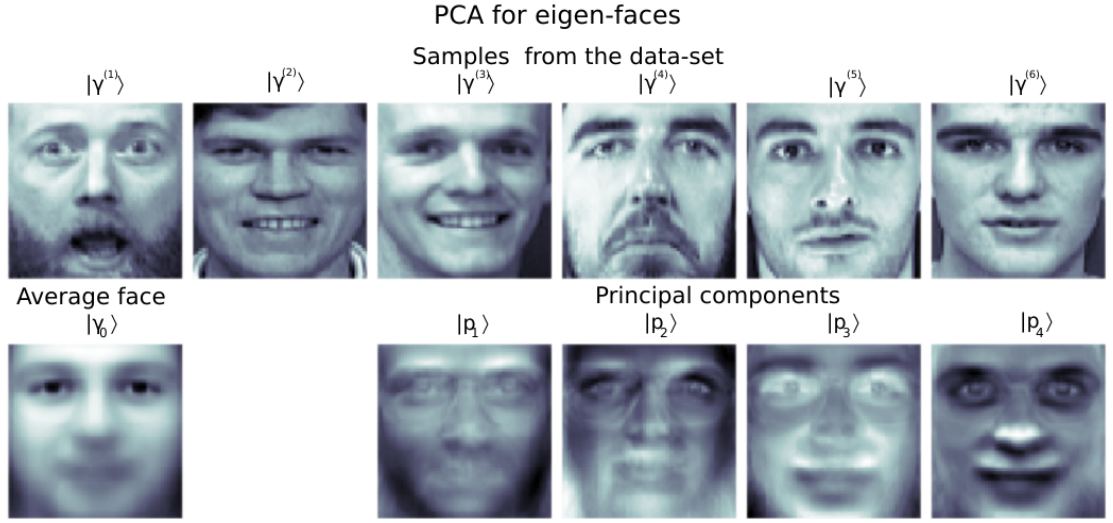 PCA for eigen-faces
Samples from the data-set
|γ⁽¹⁾⟩ |γ⁽²⁾⟩ |γ⁽³⁾⟩ |γ⁽⁴⁾⟩ |γ⁽⁵⁾⟩ |γ⁽⁶⁾⟩
Average face Principal components
|γ₀⟩ |p₁⟩ |p₂⟩ |p₃⟩ |p₄⟩